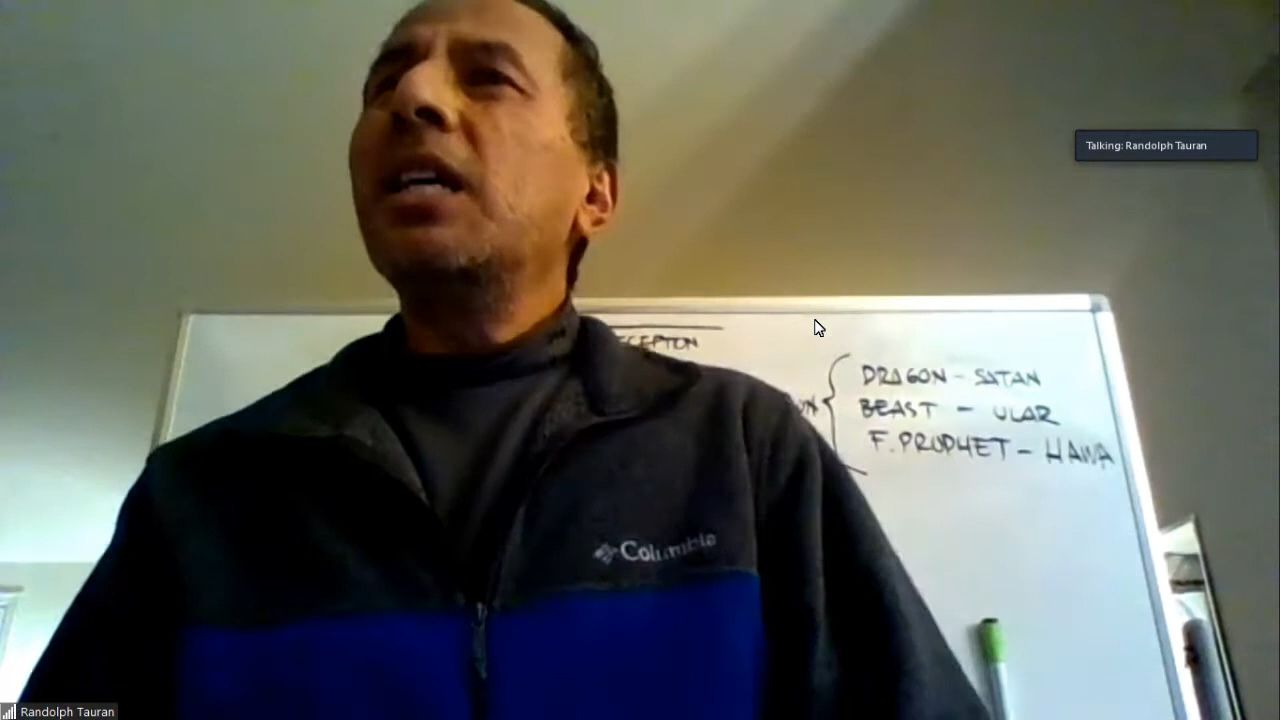 Talking: Randolph Tauran
DRAGON - SATAN
BEAST - ULAR
F. PROPHET - HAWA
Columbia
Randolph Tauran